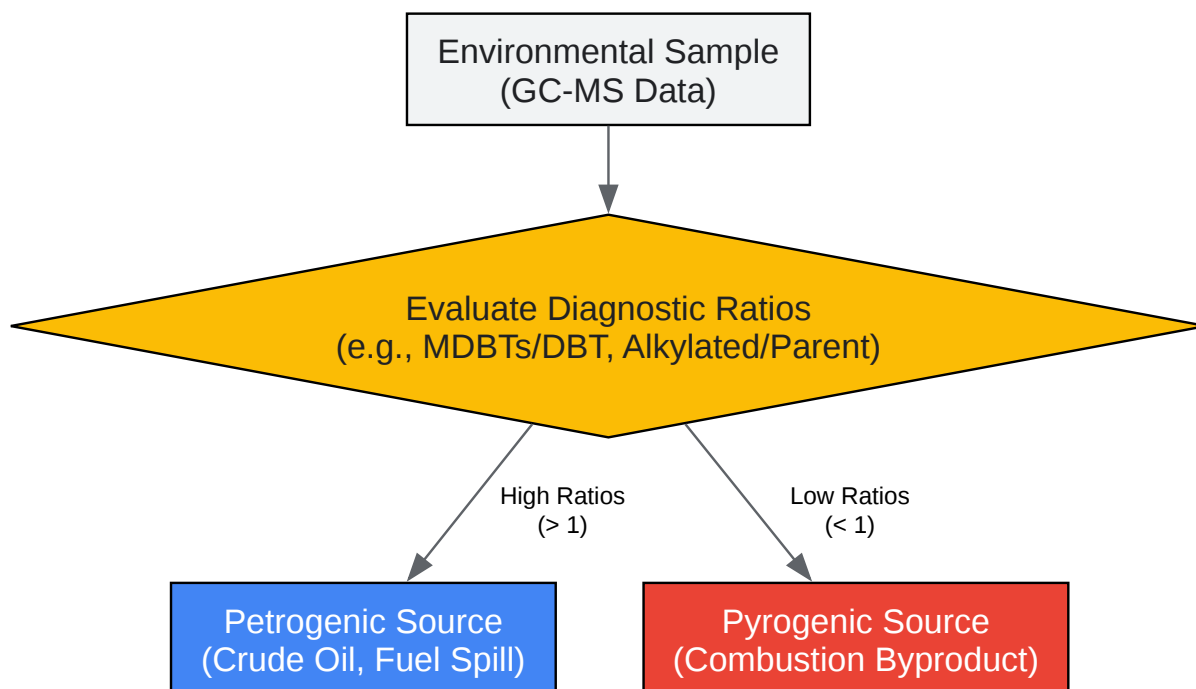 Environmental Sample
(GC-MS Data)
Evaluate Diagnostic Ratios
(e.g., MDBTs/DBT, Alkylated/Parent)
High Ratios
(> 1)
Low Ratios
(< 1)
Petrogenic Source
(Crude Oil, Fuel Spill)
Pyrogenic Source
(Combustion Byproduct)